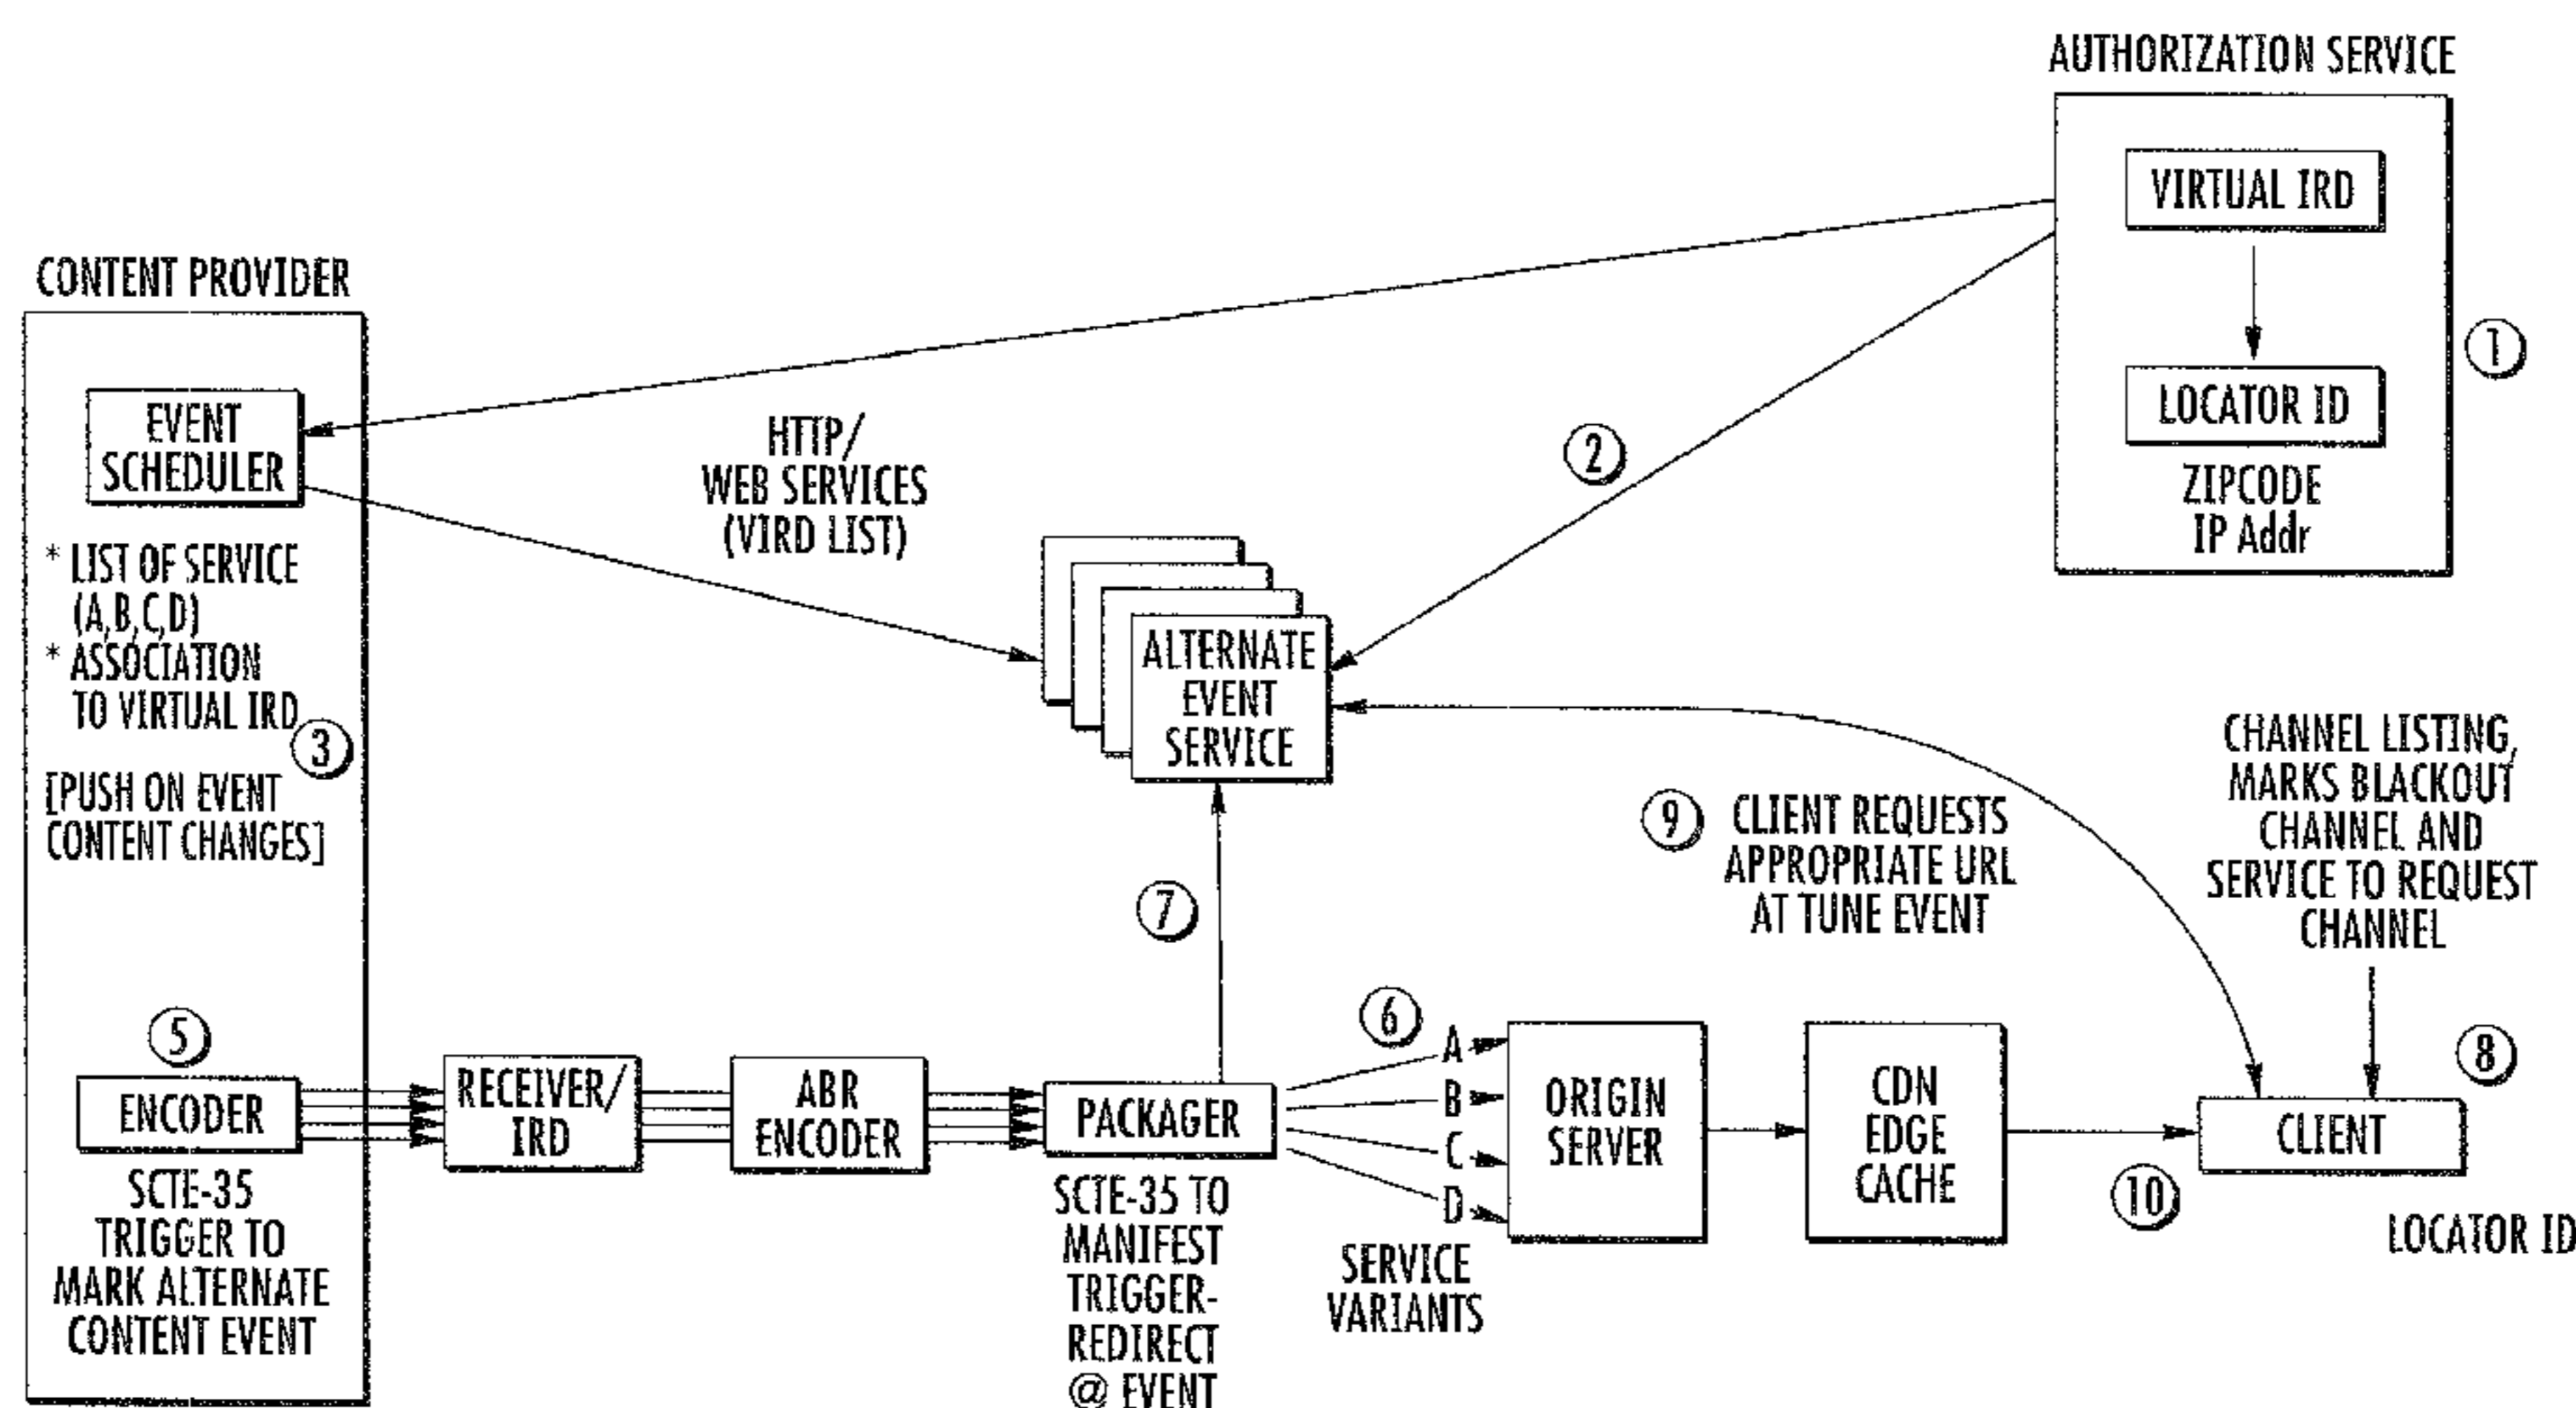 AUTHORIZATION SERVICE
VIRTUAL IRD
LOCATOR ID
ZIPCODE
IP Addr
1
CONTENT PROVIDER
EVENT
SCHEDULER
* LIST OF SERVICE
(A,B,C,D)
* ASSOCIATION
TO VIRTUAL IRD
3
[PUSH ON EVENT
CONTENT CHANGES]
HTTP/
WEB SERVICES
(VIRD LIST)
2
ALTERNATE
EVENT
SERVICE
7
9
CLIENT REQUESTS
APPROPRIATE URL
AT TUNE EVENT
CHANNEL LISTING,
MARKS BLACKOUT
CHANNEL AND
SERVICE TO REQUEST
CHANNEL
5
ENCODER
SCTE-35
TRIGGER TO
MARK ALTERNATE
CONTENT EVENT
RECEIVER/
IRD
ABR
ENCODER
PACKAGER
SCTE-35 TO
MANIFEST
TRIGGER-
REDIRECT
@ EVENT
6
A
B
C
D
SERVICE
VARIANTS
ORIGIN
SERVER
CDN
EDGE
CACHE
10
8
CLIENT
LOCATOR ID